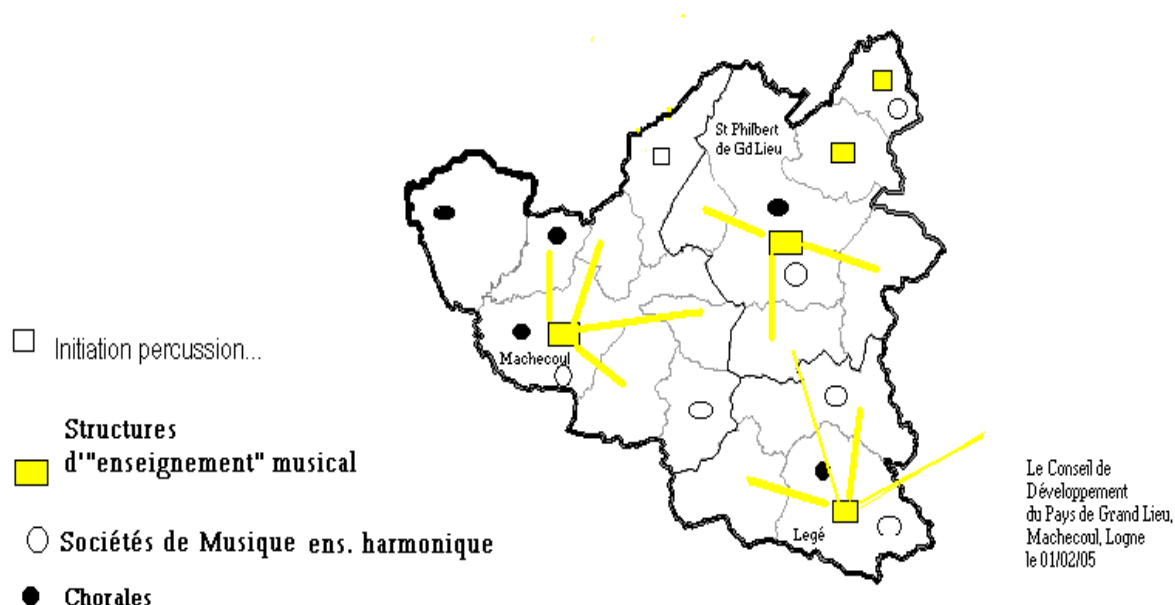 St Philbert
de Gd Lieu
Initiation percussion...
Machecoul
Structures
d'"enseignement" musical
Sociétés de Musique ens. harmonique
Legé
Chorales
Le Conseil de
Développement
du Pays de Grand Lieu,
Machecoul, Logne
le 01/02/05